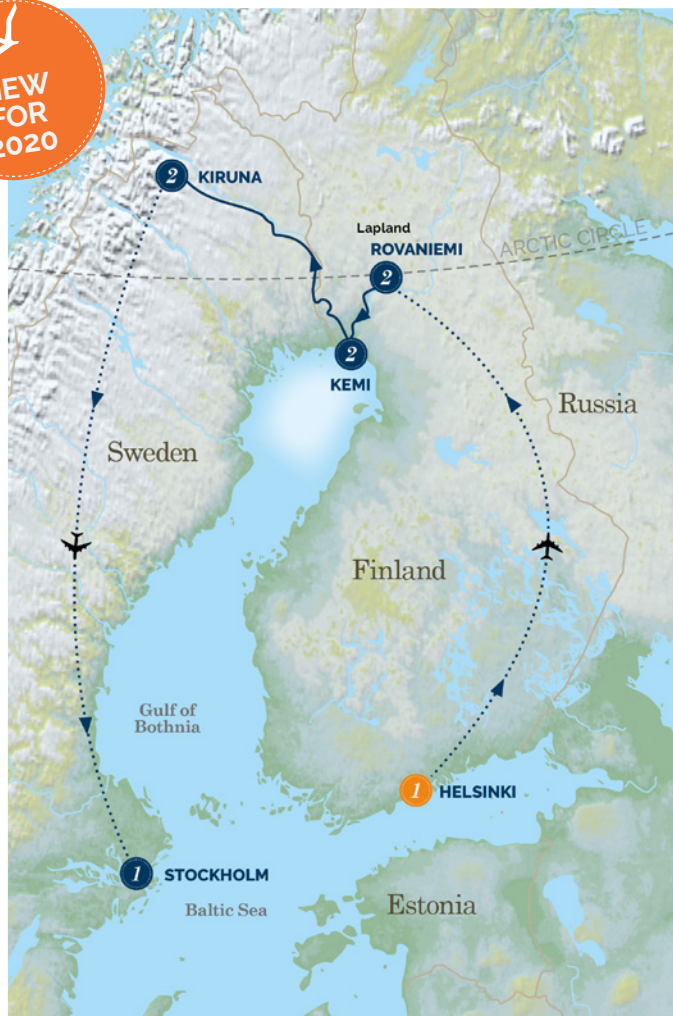 NEW
FOR
2020
2 KIRUNA
Lapland
ROVANIEMI
2
ARCTIC CIRCLE
2
KEMI
Russia
Sweden
Finland
Gulf of
Bothnia
1 HELSINKI
1 STOCKHOLM
Baltic Sea
Estonia